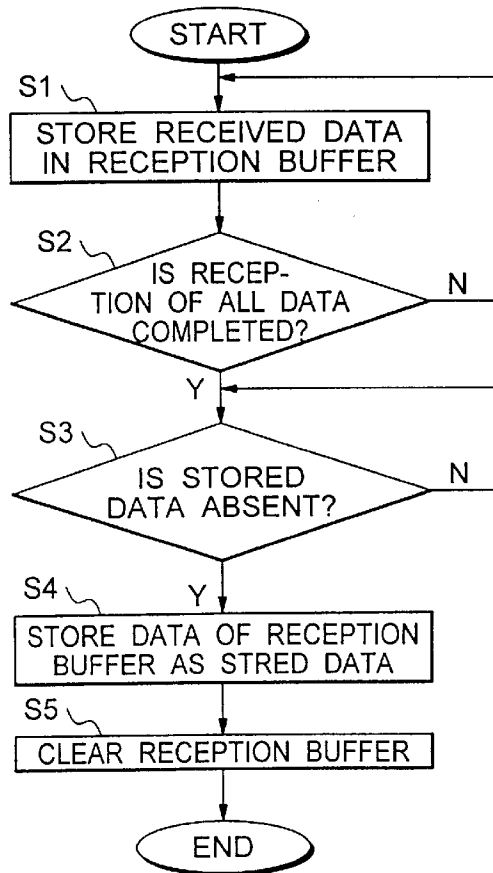 START
S1
STORE RECEIVED DATA
IN RECEPTION BUFFER
S2
IS RECEP-
TION OF ALL DATA
COMPLETED?
N
Y
S3
IS STORED
DATA ABSENT?
N
Y
S4
STORE DATA OF RECEPTION
BUFFER AS STRED DATA
S5
CLEAR RECEPTION BUFFER
END